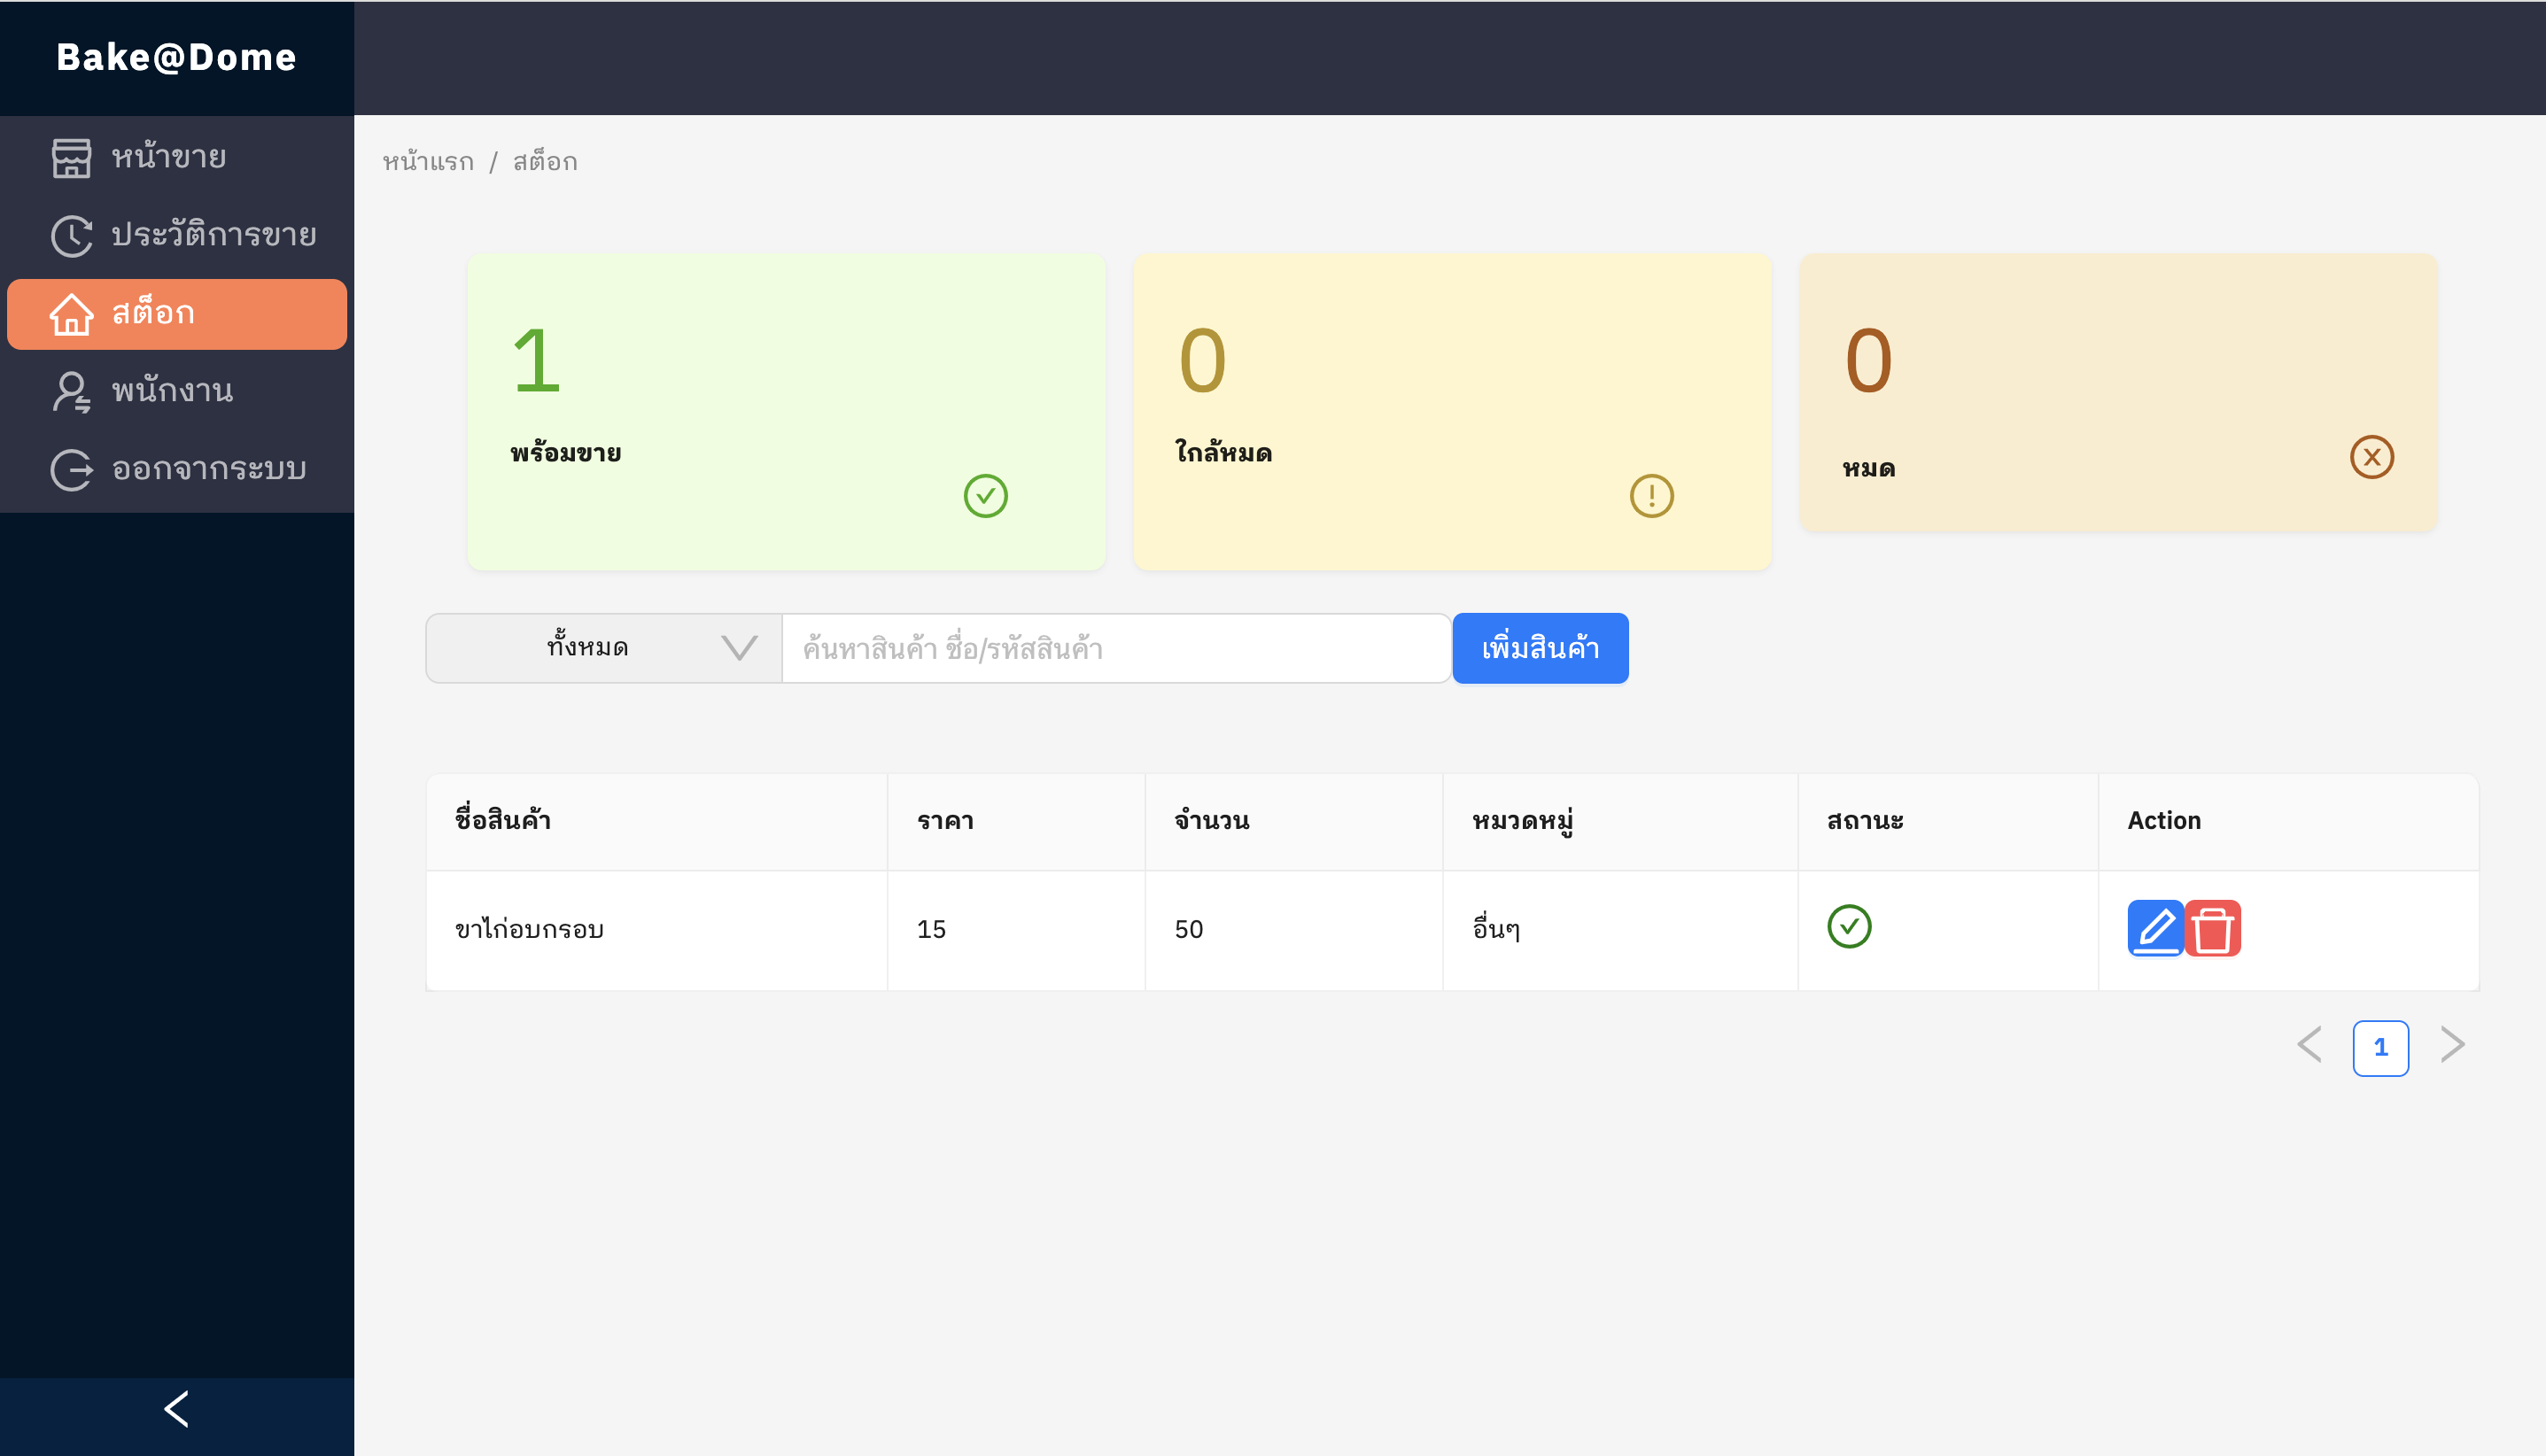 Bake@Dome
หน้าขาย
ประวัติการขาย
สต็อก
พนักงาน
ออกจากระบบ
หน้าแรก / สต็อก
1
พร้อมขาย
0
ใกล้หมด
0
หมด
ทั้งหมด ค้นหาสินค้า ชื่อ/รหัสสินค้า เพิ่มสินค้า
ชื่อสินค้า ราคา จำนวน หมวดหมู่ สถานะ Action
ขาไก่อบกรอบ 15 50 อื่นๆ
1